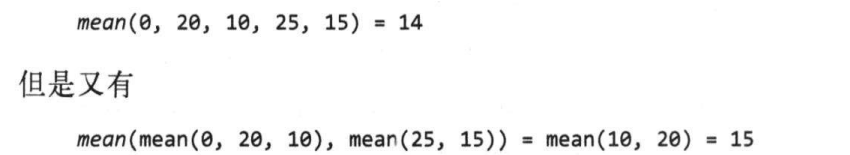 mean(0, 20, 10, 25, 15) = 14
但是又有
mean(mean(0, 20, 10), mean(25, 15)) = mean(10, 20) = 15